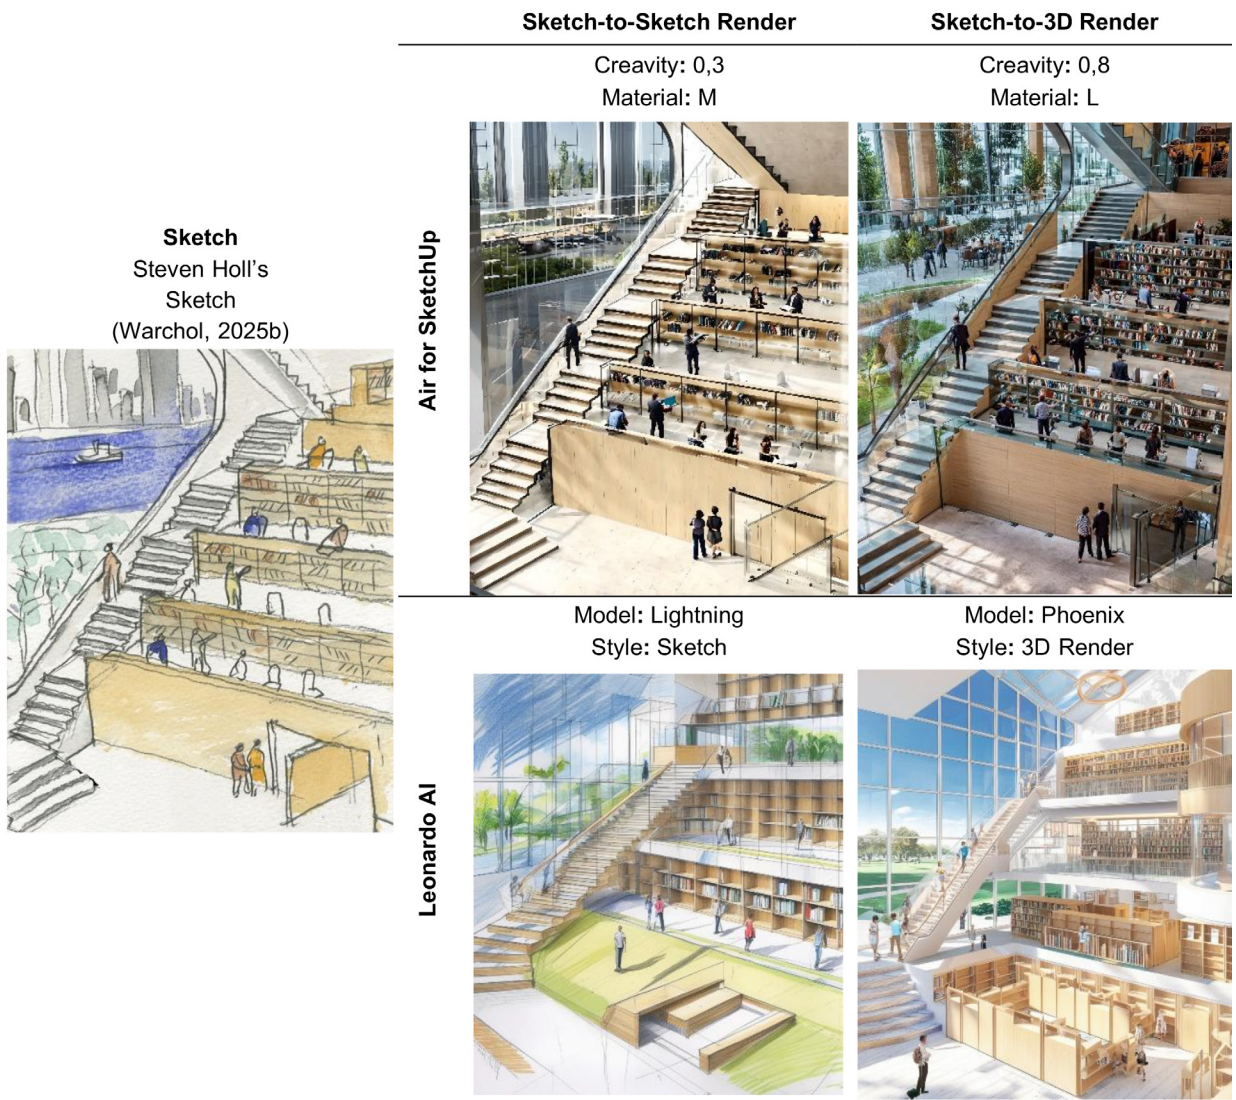 Sketch-to-Sketch Render
Sketch-to-3D Render
Creavity: 0,3
Material: M
Creavity: 0,8
Material: L
Sketch
Steven Holl's
Sketch
(Warchol, 2025b)
Air for SketchUp
Model: Lightning
Style: Sketch
Model: Phoenix
Style: 3D Render
Leonardo AI